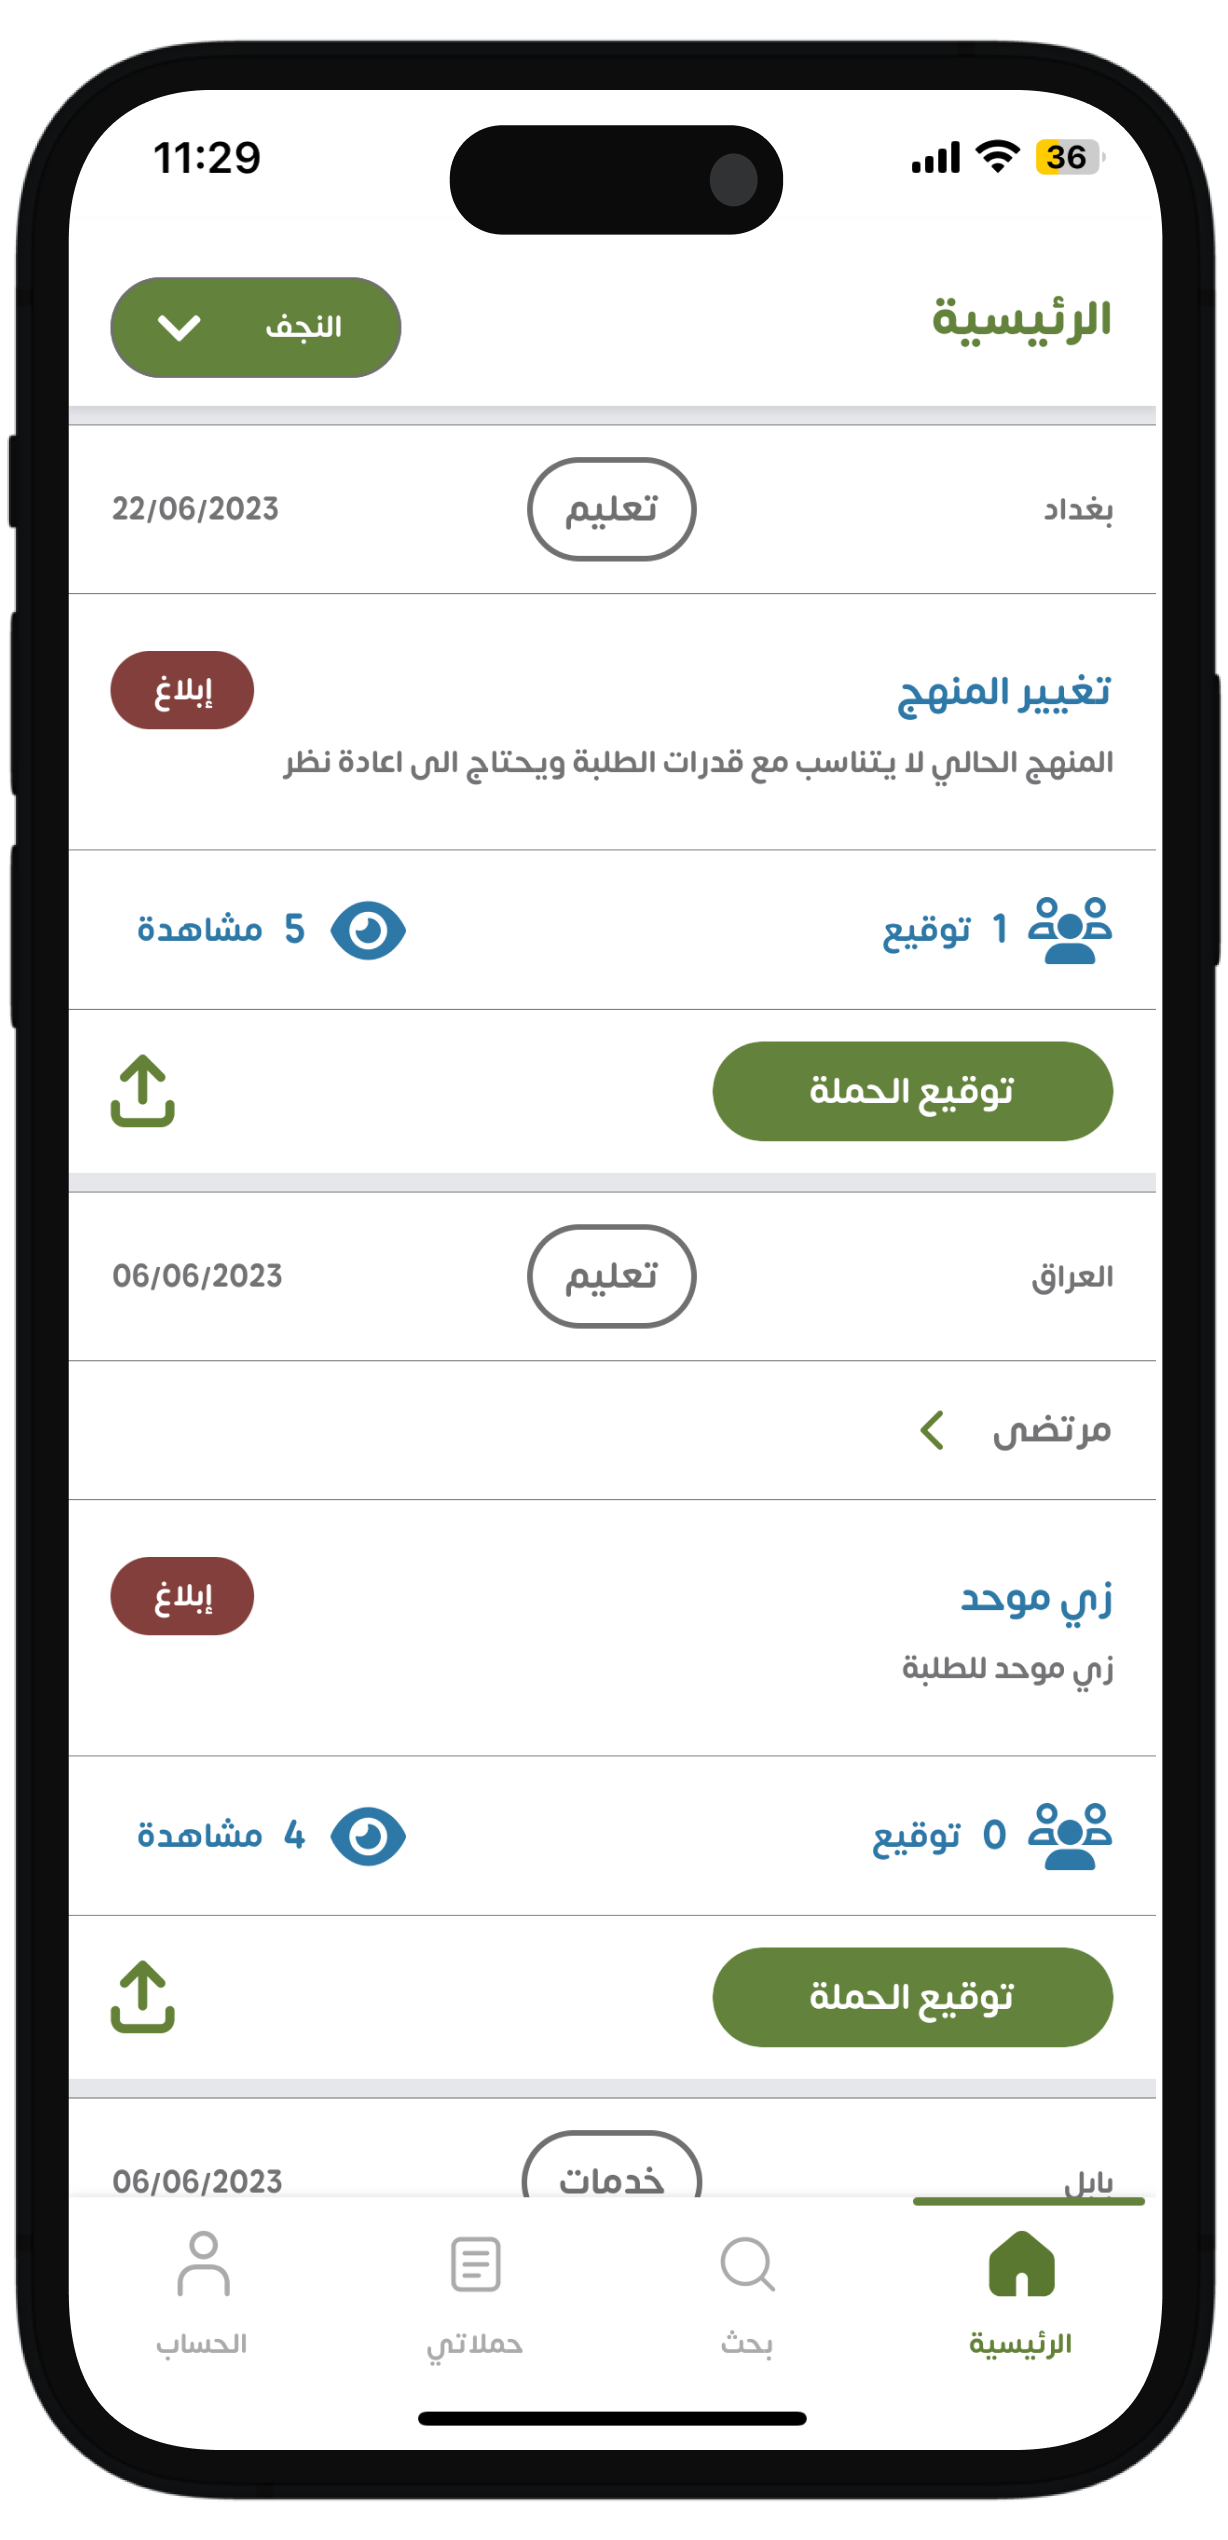 11:29
36
الرئيسية
النجف
بغداد
تعليم
22/06/2023
تغيير المنهج
إبلاغ
المنهج الحالي لا يتناسب مع قدرات الطلبة ويحتاج الى اعادة نظر
1 توقيع
5 مشاهدة
توقيع الحملة
العراق
تعليم
06/06/2023
مرتضى
زي موحد
إبلاغ
زي موحد للطلبة
0 توقيع
4 مشاهدة
توقيع الحملة
بابل
خدمات
06/06/2023
الرئيسية
بحث
حملاتي
الحساب